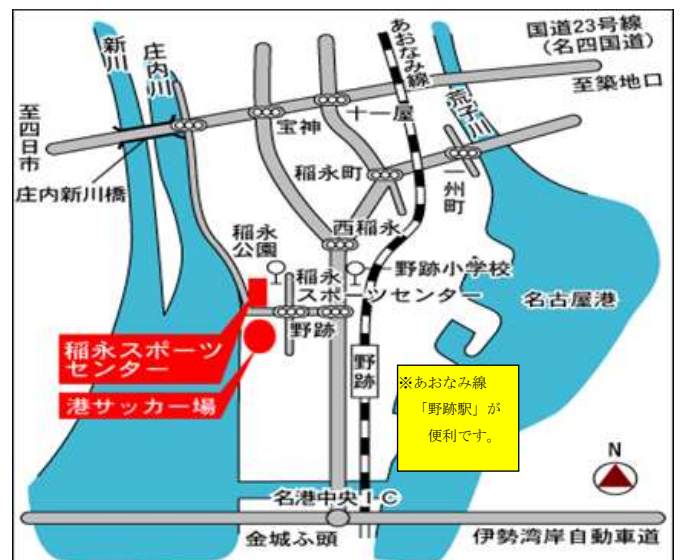 新川
庄内川
あおなみ線
国道23号線
(名四国道)
至築地口
荒子川
至四日市
宝神
十一屋
庄内新川橋
稲永町
一州町
西稲永
稲永
公園
稲永
スポーツセンター
野跡小学校
名古屋港
野跡
稲永スポーツ
センター
港サッカー場
野跡
※あおなみ線
「野跡駅」が
便利です。
N
名港中央IC
金城ふ頭
伊勢湾岸自動車道